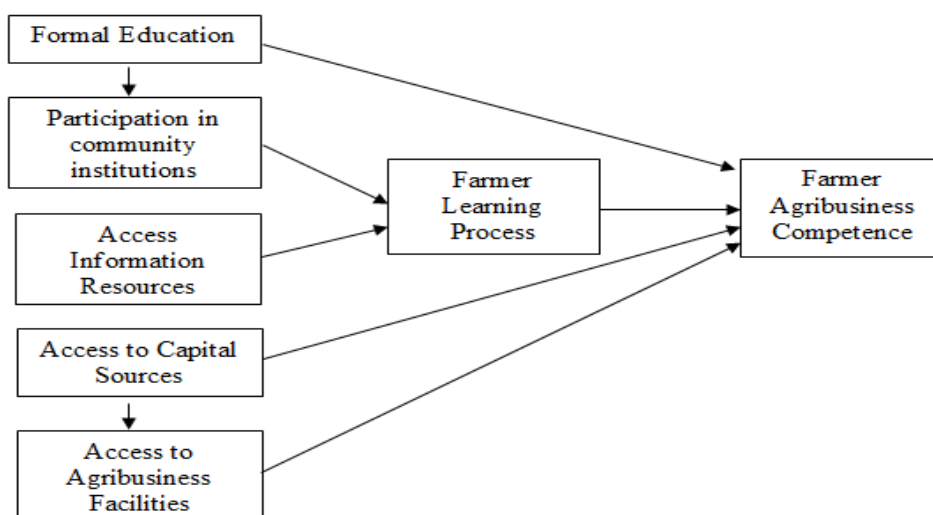 Formal Education
Participation in
community
institutions
Access
Information
Resources
Access to Capital
Sources
Access to
Agribusiness
Facilities
Farmer
Learning
Process
Farmer
Agribusiness
Competence